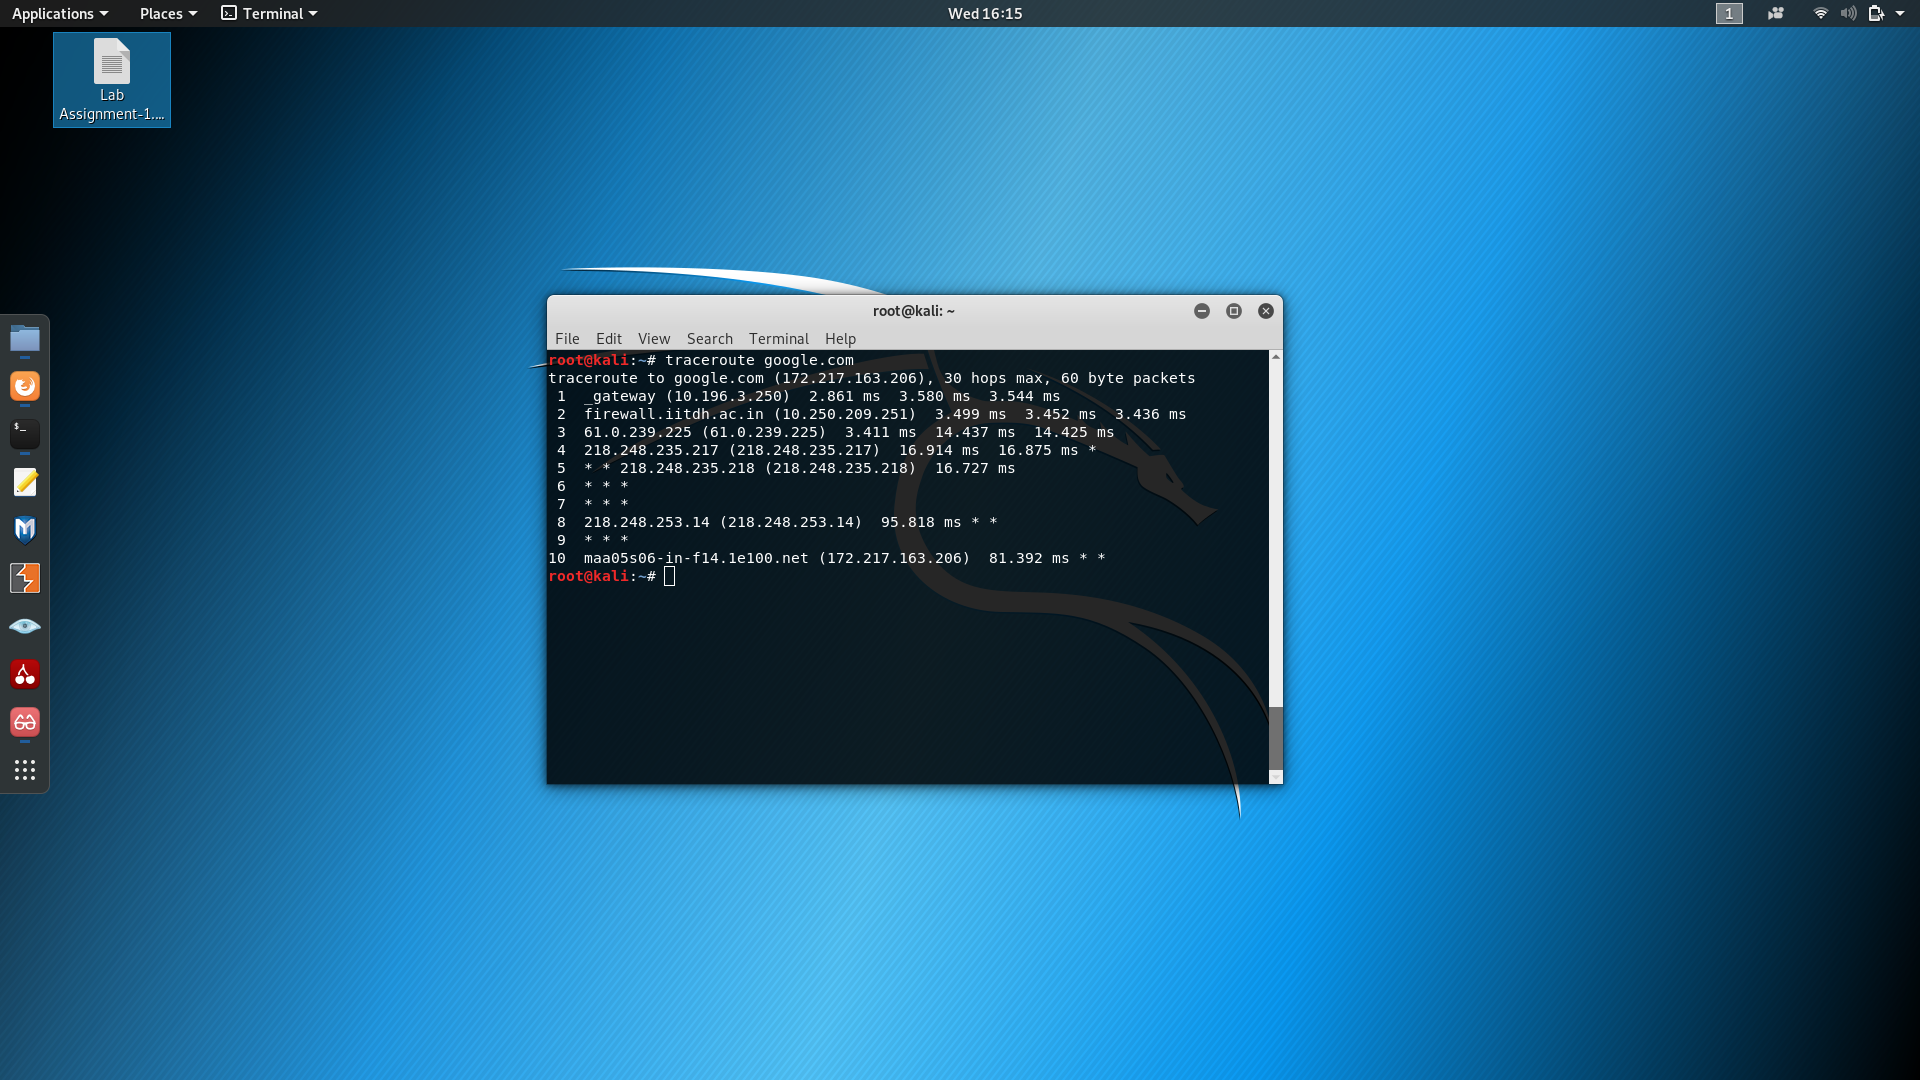 Applications Places Terminal Wed 16:15 1
Lab
Assignment-1....
root@kali: ~
File Edit View Search Terminal Help
root@kali:~# traceroute google.com
traceroute to google.com (172.217.163.206), 30 hops max, 60 byte packets
 1  _gateway (10.196.3.250)  2.861 ms  3.580 ms  3.544 ms
 2  firewall.iitdh.ac.in (10.250.209.251)  3.499 ms  3.452 ms  3.436 ms
 3  61.0.239.225 (61.0.239.225)  3.411 ms  14.437 ms  14.425 ms
 4  218.248.235.217 (218.248.235.217)  16.914 ms  16.875 ms *
 5  * * 218.248.235.218 (218.248.235.218)  16.727 ms
 6  * * *
 7  * * *
 8  218.248.253.14 (218.248.253.14)  95.818 ms * *
 9  * * *
10  maa05s06-in-f14.1e100.net (172.217.163.206)  81.392 ms * *
root@kali:~#